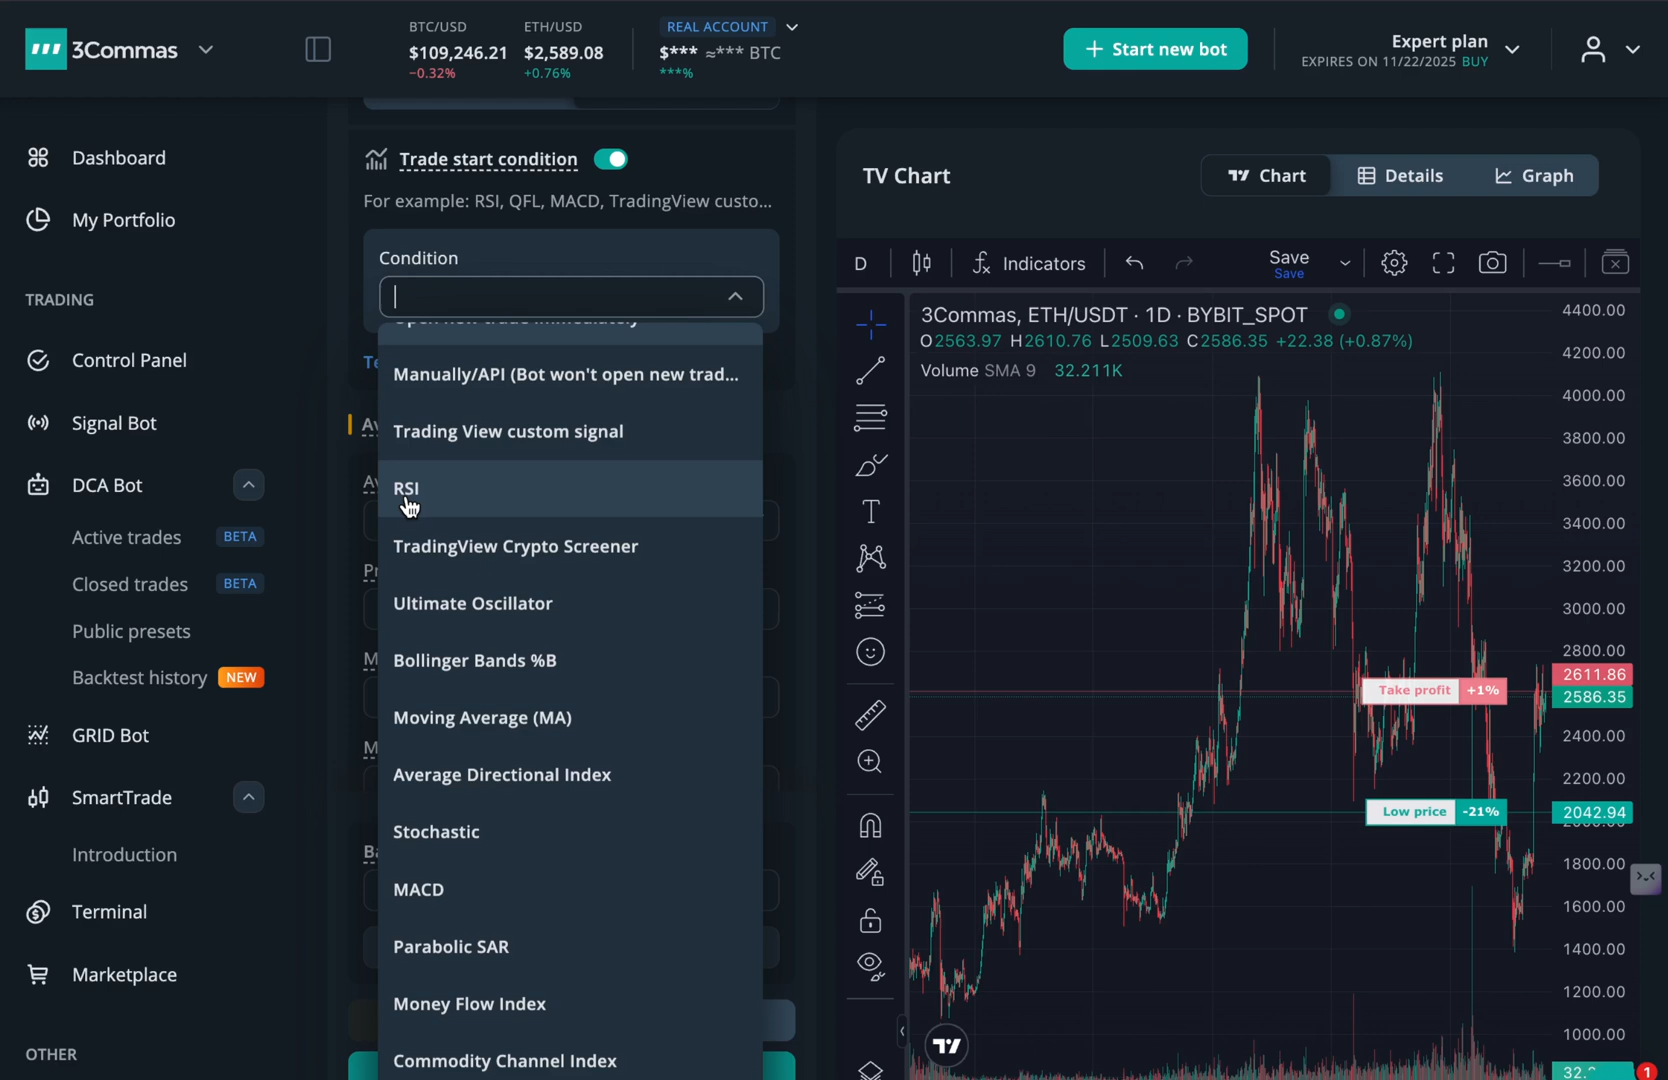 3Commas
BTC/USD
$109,246.21
−0.32%
ETH/USD
$2,589.08
+0.76%
REAL ACCOUNT
$*** ≈*** BTC
***%
+ Start new bot
Expert plan
EXPIRES ON 11/22/2025 BUY
Dashboard
My Portfolio
TRADING
Control Panel
Signal Bot
DCA Bot
Active trades BETA
Closed trades BETA
Public presets
Backtest history NEW
GRID Bot
SmartTrade
Introduction
Terminal
Marketplace
OTHER
Trade start condition
For example: RSI, QFL, MACD, TradingView custo...
Condition
Manually/API (Bot won't open new trad...
Trading View custom signal
RSI
TradingView Crypto Screener
Ultimate Oscillator
Bollinger Bands %B
Moving Average (MA)
Average Directional Index
Stochastic
MACD
Parabolic SAR
Money Flow Index
Commodity Channel Index
TV Chart
Chart
Details
Graph
D
Indicators
Save
Save
3Commas, ETH/USDT · 1D · BYBIT_SPOT
O2563.97 H2610.76 L2509.63 C2586.35 +22.38 (+0.87%)
Volume SMA 9 32.211K
4400.00
4200.00
4000.00
3800.00
3600.00
3400.00
3200.00
3000.00
2800.00
Take profit +1%
2611.86
2586.35
2400.00
2200.00
Low price -21%
2042.94
1800.00
1600.00
1400.00
1200.00
1000.00
1